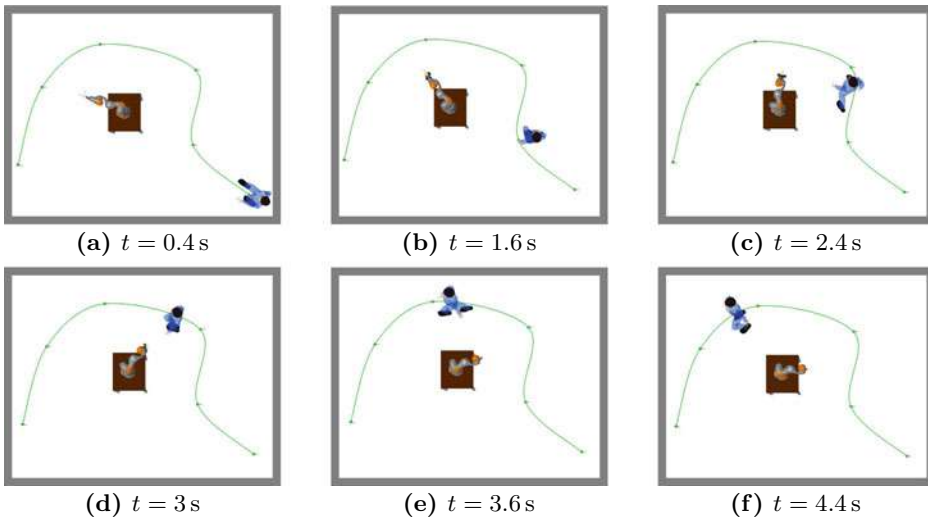 (a) t = 0.4 s
(b) t = 1.6 s
(c) t = 2.4 s
(d) t = 3 s
(e) t = 3.6 s
(f) t = 4.4 s